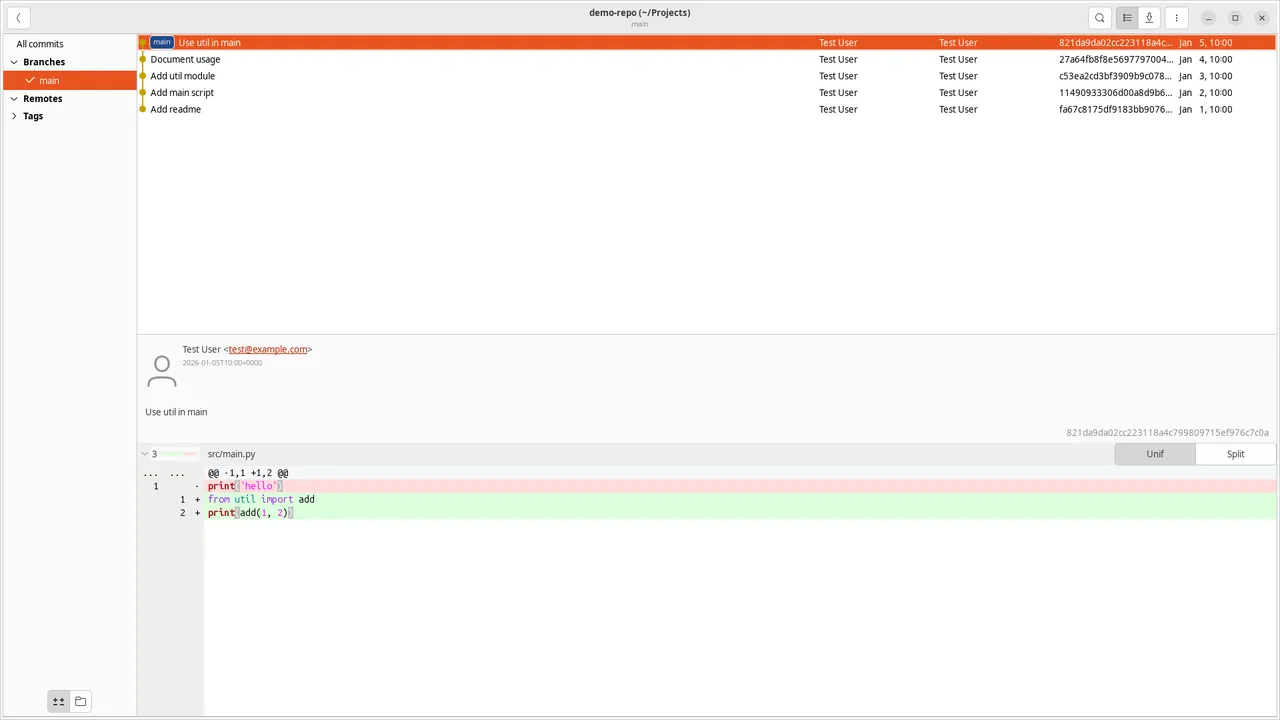 demo-repo (~/Projects)
main
All commits
Branches
main
Remotes
Tags
main Use util in main Test User Test User 821da9da02cc223118a4c... Jan 5, 10:00
Document usage Test User Test User 27a64fb8f8e5697797004... Jan 4, 10:00
Add util module Test User Test User c53ea2cd3bf3909b9c078... Jan 3, 10:00
Add main script Test User Test User 11490933306d00a8d9b6... Jan 2, 10:00
Add readme Test User Test User fa67c8175df9183bb9076... Jan 1, 10:00
Test User <test@example.com>
2026-01-05T10:00+0000
Use util in main
821da9da02cc223118a4c799809715ef976c7c0a
3 src/main.py Unif Split
... ... @@ -1,1 +1,2 @@
1 - print('hello')
1 + from util import add
2 + print(add(1, 2))